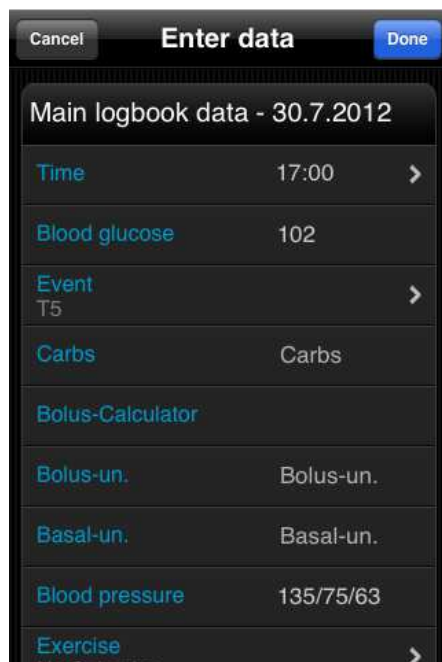 Cancel Enter data Done
Main logbook data - 30.7.2012
Time 17:00
Blood glucose 102
Event
T5
Carbs Carbs
Bolus-Calculator
Bolus-un. Bolus-un.
Basal-un. Basal-un.
Blood pressure 135/75/63
Exercise